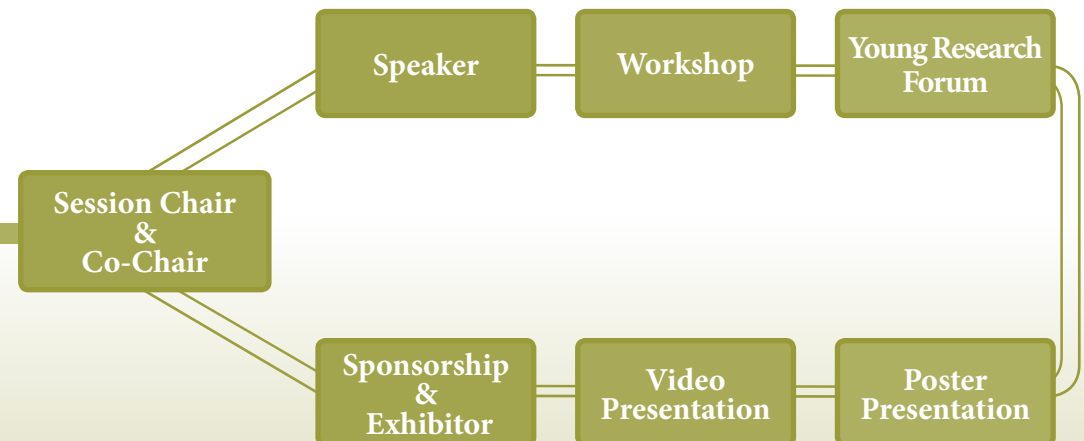 Speaker
Workshop
Young Research
Forum
Session Chair
&
Co-Chair
Sponsorship
&
Exhibitor
Video
Presentation
Poster
Presentation